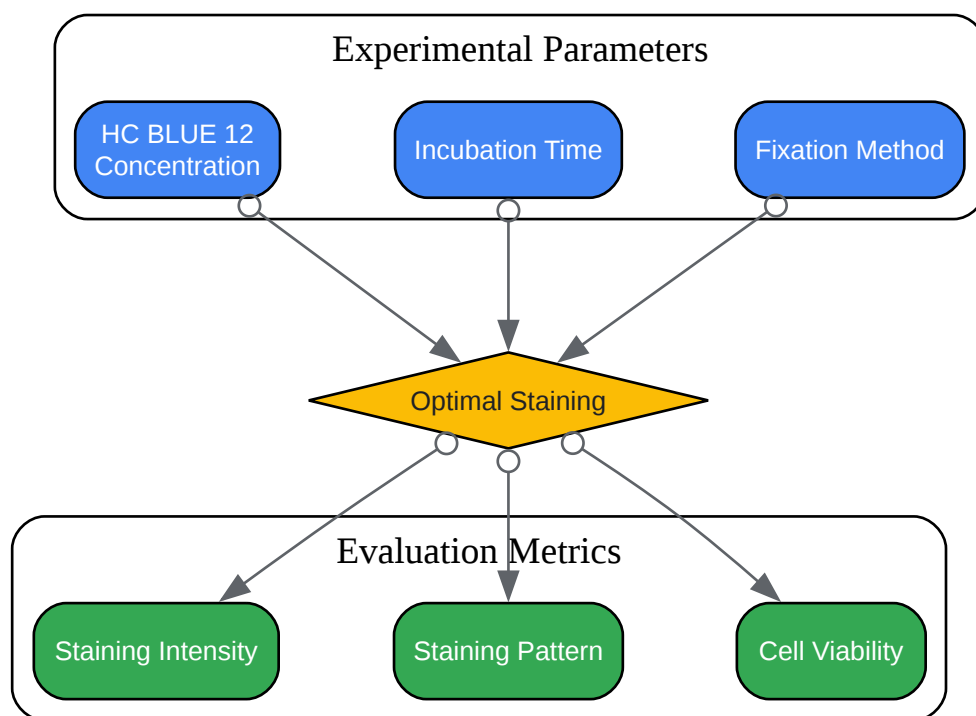 Experimental Parameters
HC BLUE 12
Concentration
Incubation Time
Fixation Method
Optimal Staining
Evaluation Metrics
Staining Intensity
Staining Pattern
Cell Viability